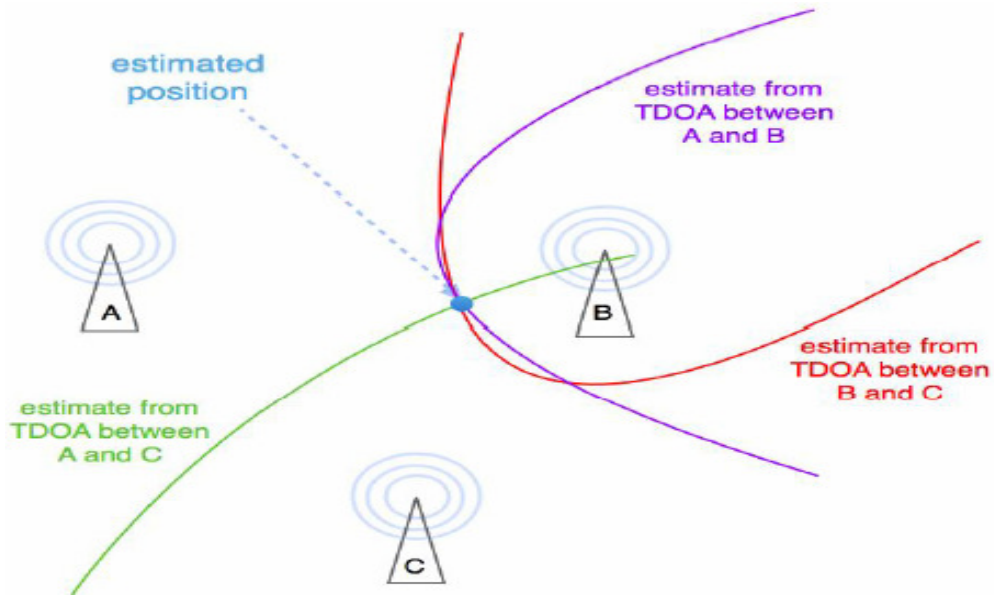 estimated
position
estimate from
TDOA between
A and B
A
B
estimate from
TDOA between
B and C
estimate from
TDOA between
A and C
C